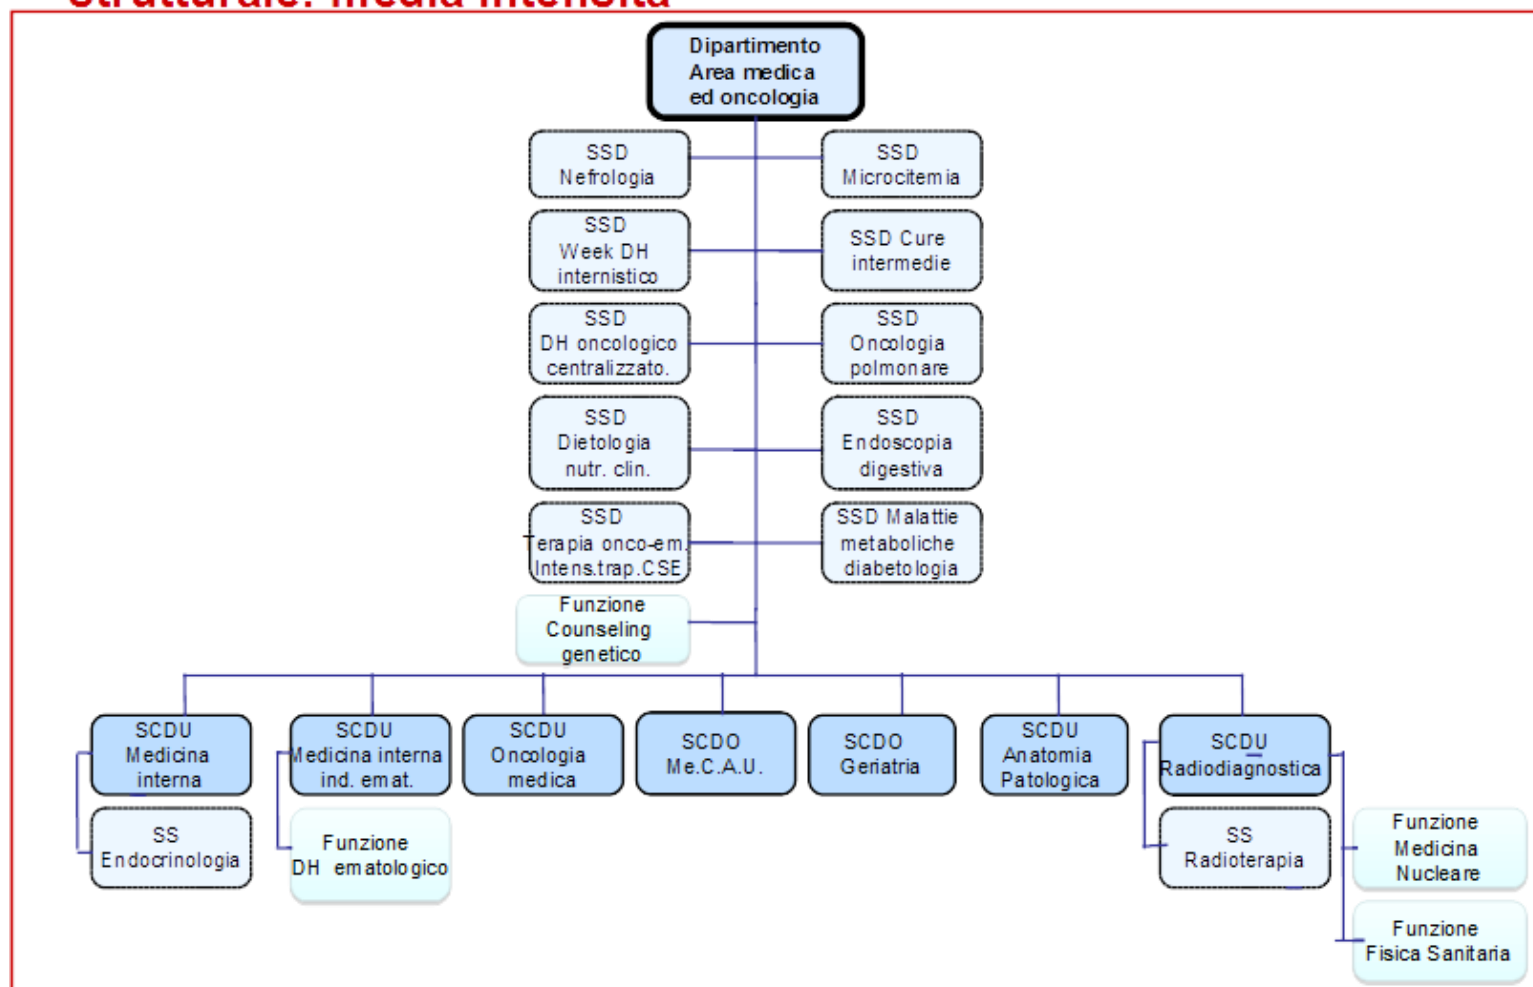 strutturale: media intensità
Dipartimento
Area medica
ed oncologia
SSD
Nefrologia
SSD
Microcitemia
SSD
Week DH
internistico
SSD Cure
intermedie
SSD
DH oncologico
centralizzato.
SSD
Oncologia
polmonare
SSD
Dietologia
nutr. clin.
SSD
Endoscopia
digestiva
SSD
Terapia onco-em.
Intens.trap.CSE
SSD Malattie
metaboliche
diabetologia
Funzione
Counseling
genetico
SCDU
Medicina
interna
SCDU
Medicina interna
ind. emat.
SCDU
Oncologia
medica
SCDO
Me.C.A.U.
SCDO
Geriatria
SCDU
Anatomia
Patologica
SCDU
Radiodiagnostica
SS
Endocrinologia
Funzione
DH ematologico
SS
Radioterapia
Funzione
Medicina
Nucleare
Funzione
Fisica Sanitaria